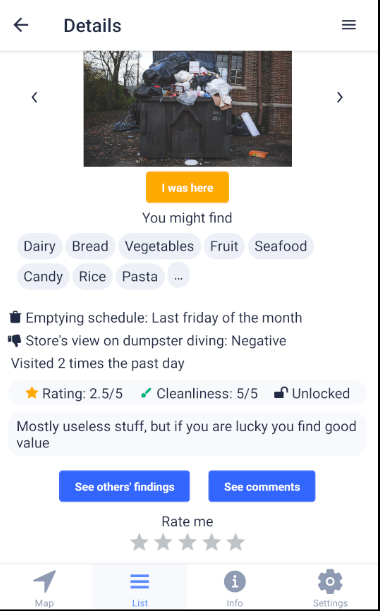 Details
I was here
You might find
Dairy Bread Vegetables Fruit Seafood
Candy Rice Pasta ...
Emptying schedule: Last friday of the month
Store's view on dumpster diving: Negative
Visited 2 times the past day
Rating: 2.5/5 Cleanliness: 5/5 Unlocked
Mostly useless stuff, but if you are lucky you find good
value
See others' findings See comments
Rate me
Map List Info Settings